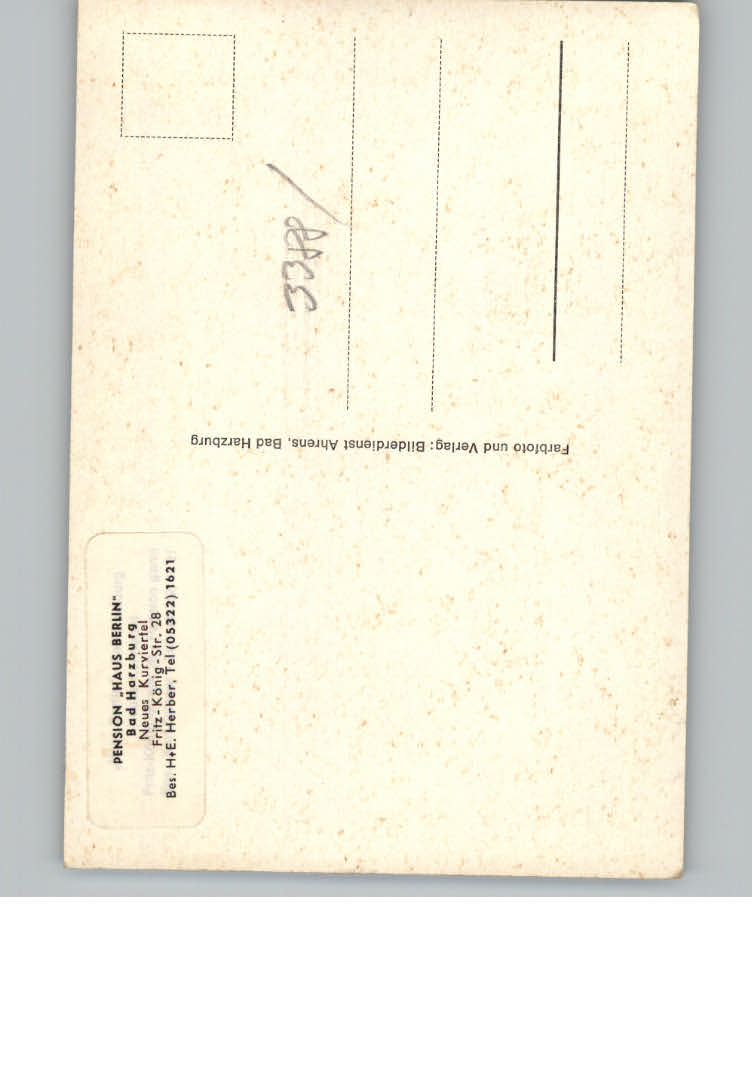 PENSION „HAUS BERLIN"
Bad Harzburg
Neues Kurviertel
Fritz-König-Str. 28
Bes. H+E. Herber, Tel (05322) 1621
Farbfoto und Verlag: Bilderdienst Ahrens, Bad Harzburg